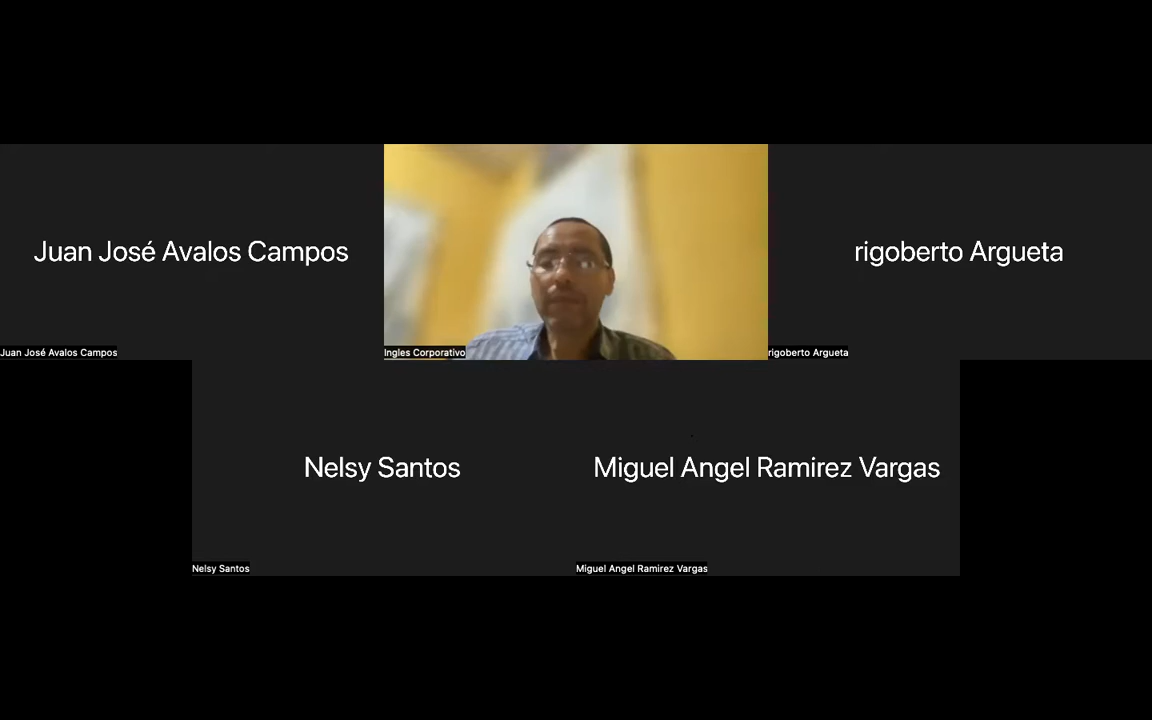 Juan José Avalos Campos
rigoberto Argueta
Juan José Avalos Campos
Ingles Corporativo
rigoberto Argueta
Nelsy Santos
Miguel Angel Ramirez Vargas
Nelsy Santos
Miguel Angel Ramirez Vargas